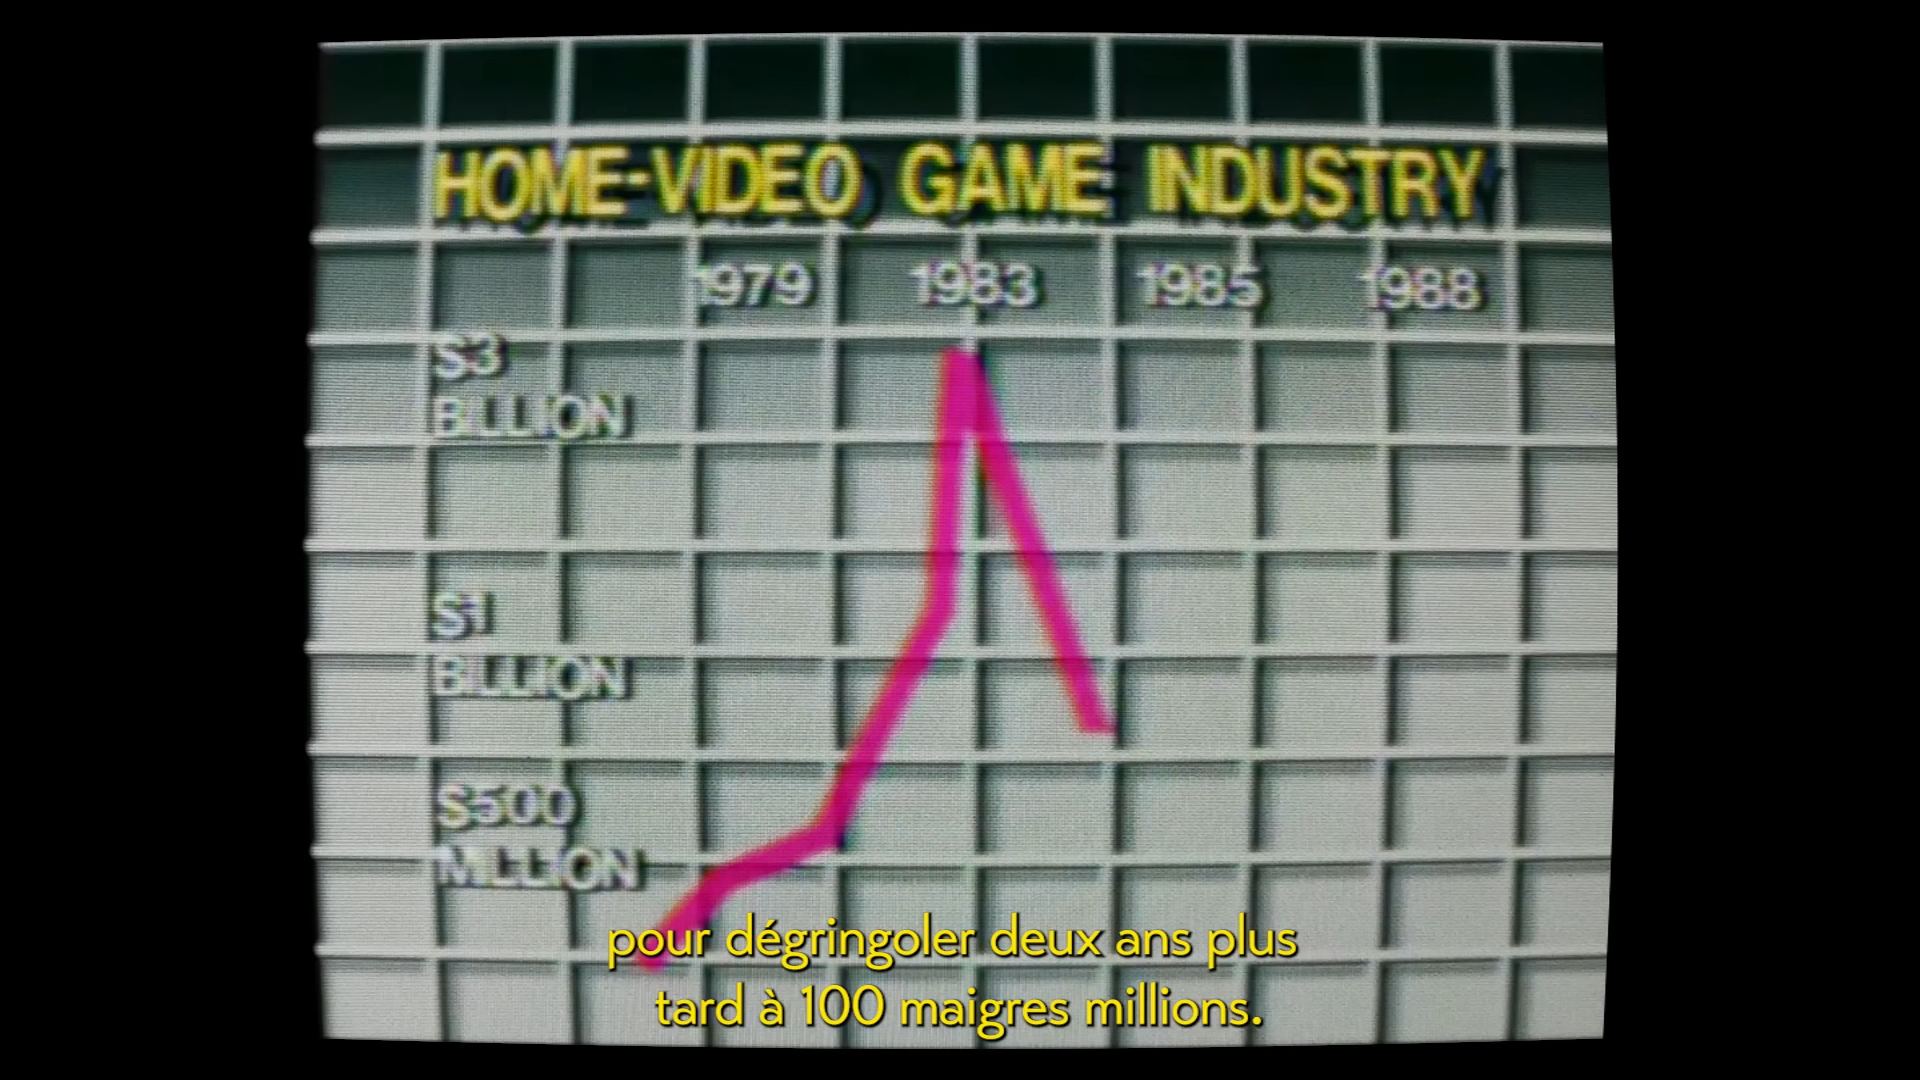 HOME-VIDEO GAME INDUSTRY
1979 1983 1985 1988
$3
BILLION
$1
BILLION
$500
MILLION
pour dégringoler deux ans plus
tard à 100 maigres millions.